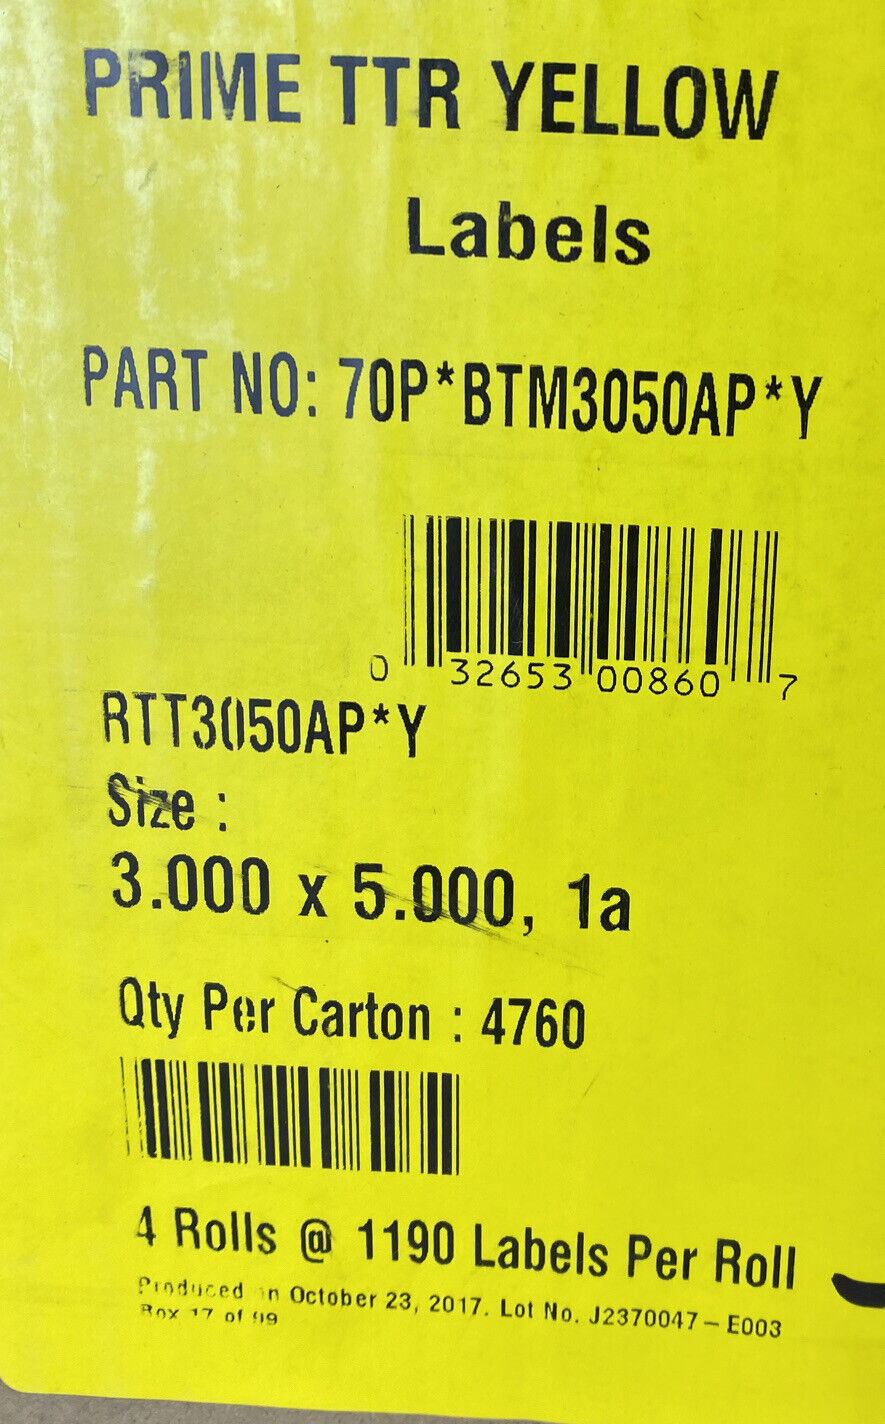 PRIME TTR YELLOW
Labels
PART NO: 70P*BTM3050AP*Y
0 32653 00860 7
RTT3050AP*Y
Size :
3.000 x 5.000, 1a
Qty Per Carton : 4760
4 Rolls @ 1190 Labels Per Roll
Produced in October 23, 2017. Lot No. J2370047-E003
Box 17 of 99